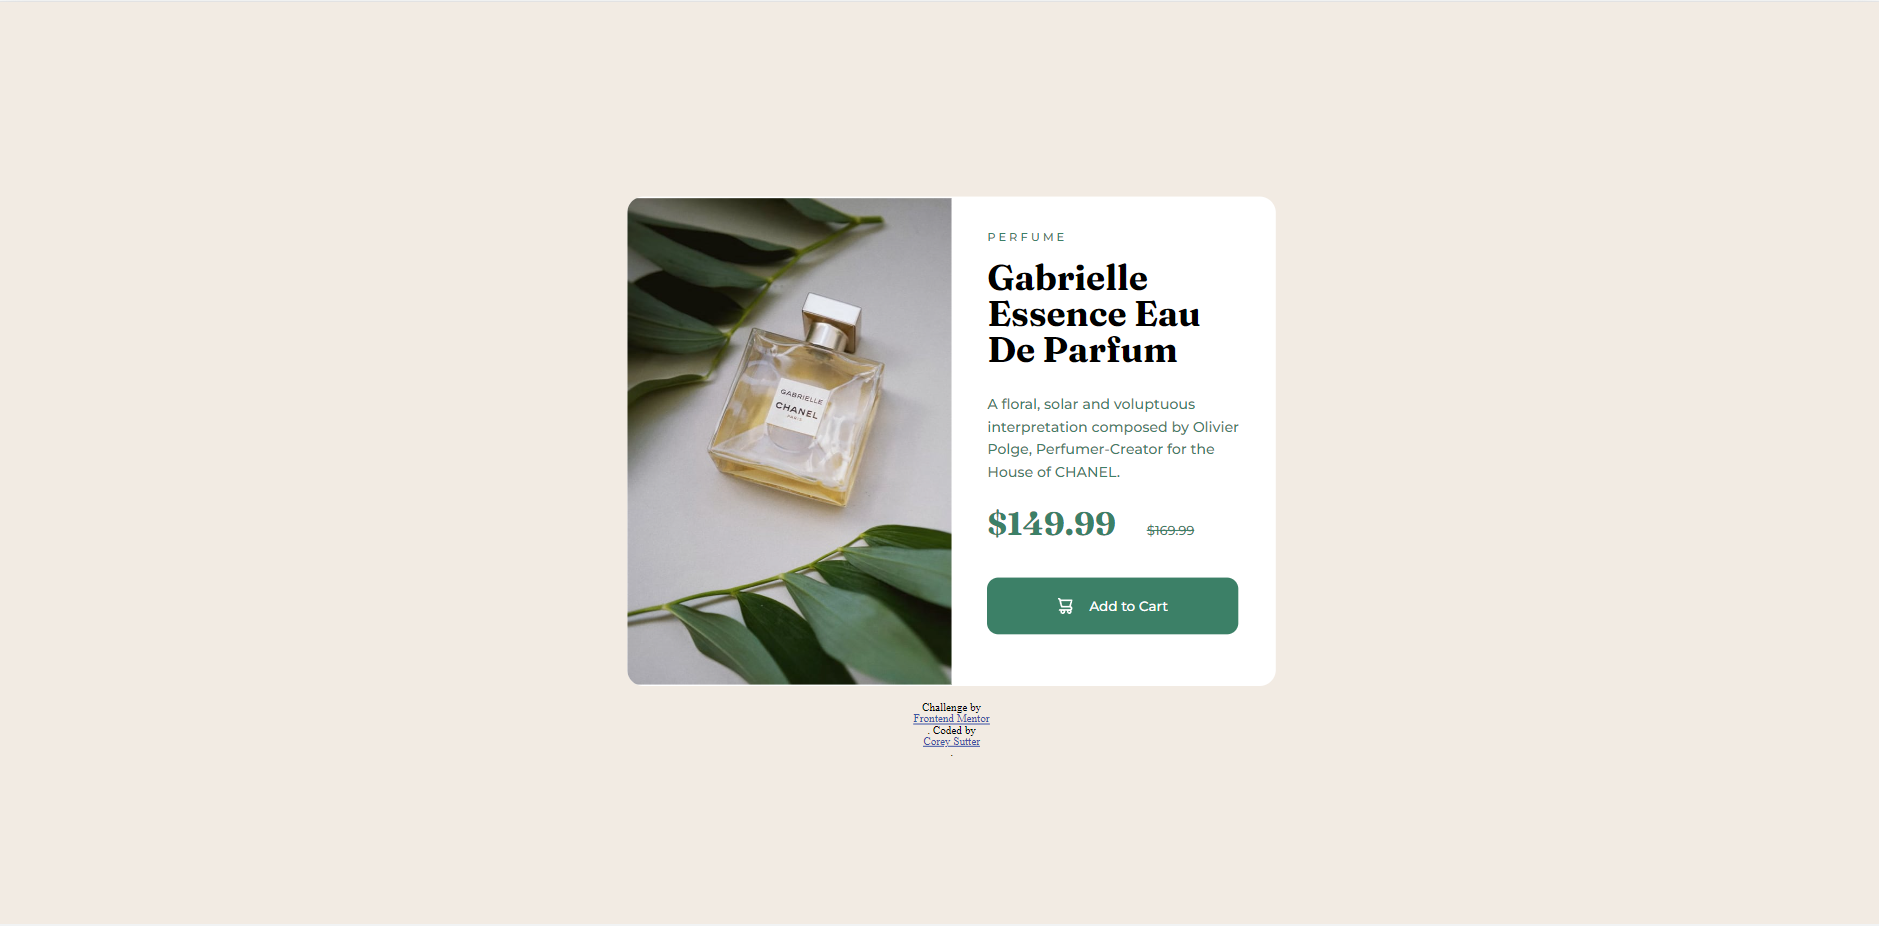 GABRIELLE
CHANEL
PARIS
PERFUME
Gabrielle
Essence Eau
De Parfum
A floral, solar and voluptuous
interpretation composed by Olivier
Polge, Perfumer-Creator for the
House of CHANEL.
$149.99 $169.99
Add to Cart
Challenge by
Frontend Mentor
. Coded by
Corey Sutter
.